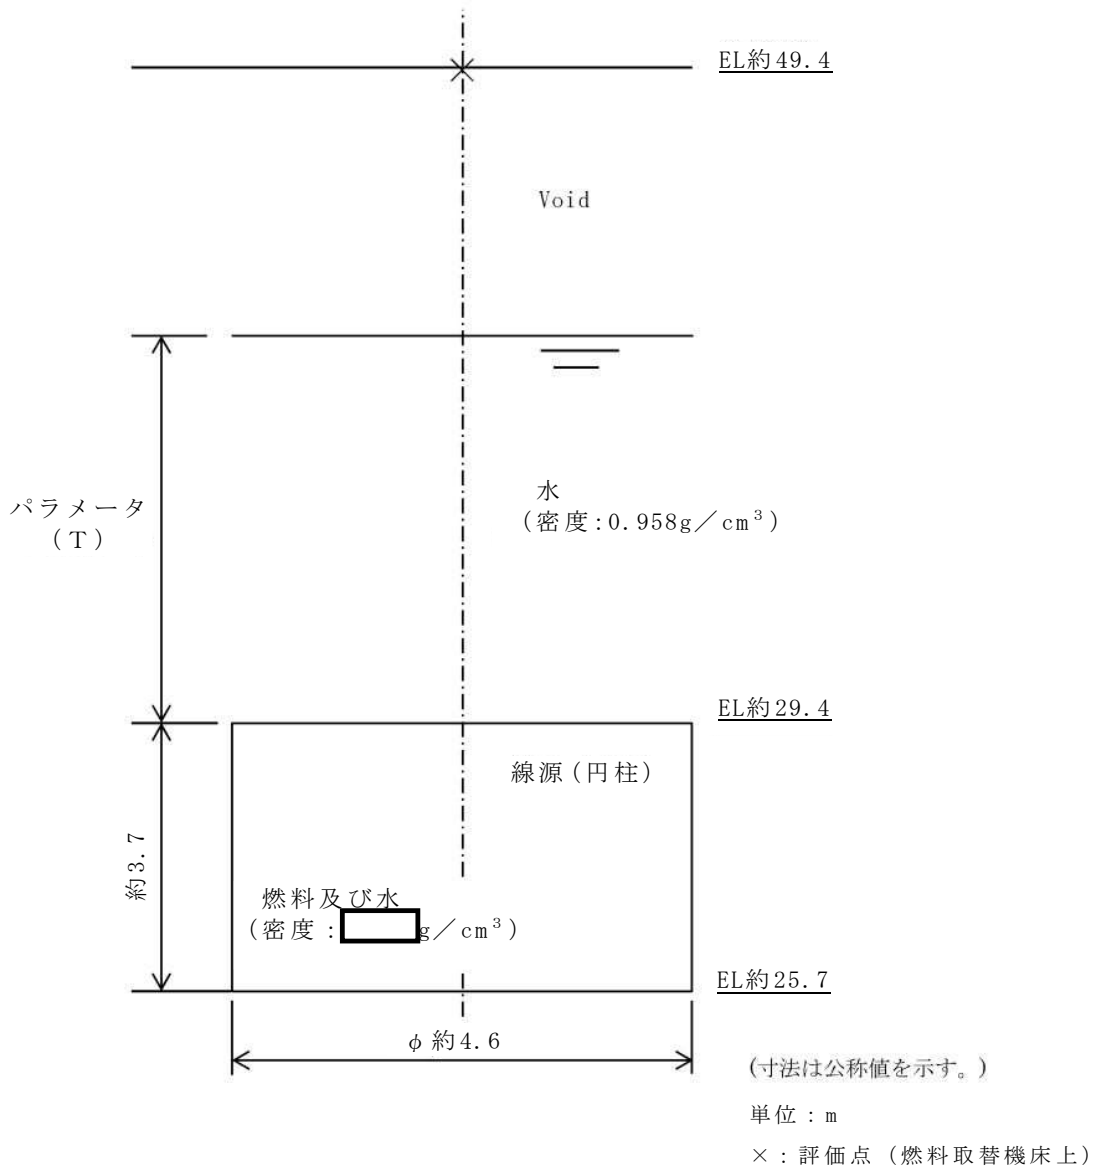 EL約49.4
Void
パラメータ
(T)
水
(密度:0.958g/cm³)
EL約29.4
線源(円柱)
約3.7
燃料及び水
(密度: g/cm³)
EL約25.7
φ約4.6
(寸法は公称値を示す。)
単位:m
×:評価点(燃料取替機床上)